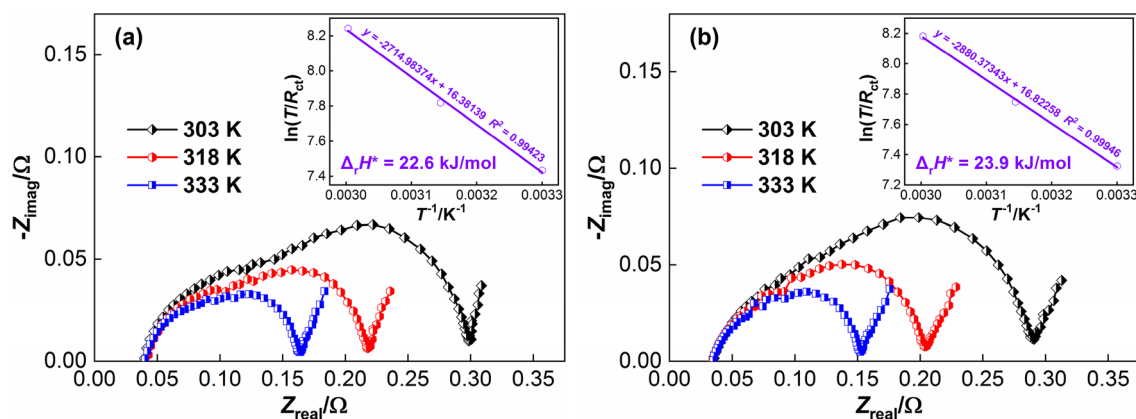 (a)
0.15
0.10
0.05
0.00
-Z_imag/Ω
0.00 0.05 0.10 0.15 0.20 0.25 0.30 0.35
Z_real/Ω
303 K
318 K
333 K
8.2
8.0
7.8
7.6
7.4
ln(T/R_ct)
y = -2714.98374x + 16.38139 R² = 0.99423
Δ_rH* = 22.6 kJ/mol
0.0030 0.0031 0.0032 0.0033
T⁻¹/K⁻¹
(b)
0.15
0.10
0.05
0.00
-Z_imag/Ω
0.00 0.05 0.10 0.15 0.20 0.25 0.30 0.35
Z_real/Ω
303 K
318 K
333 K
8.2
8.0
7.8
7.6
7.4
7.2
ln(T/R_ct)
y = -2880.37343x + 16.82258 R² = 0.99946
Δ_rH* = 23.9 kJ/mol
0.0030 0.0031 0.0032 0.0033
T⁻¹/K⁻¹